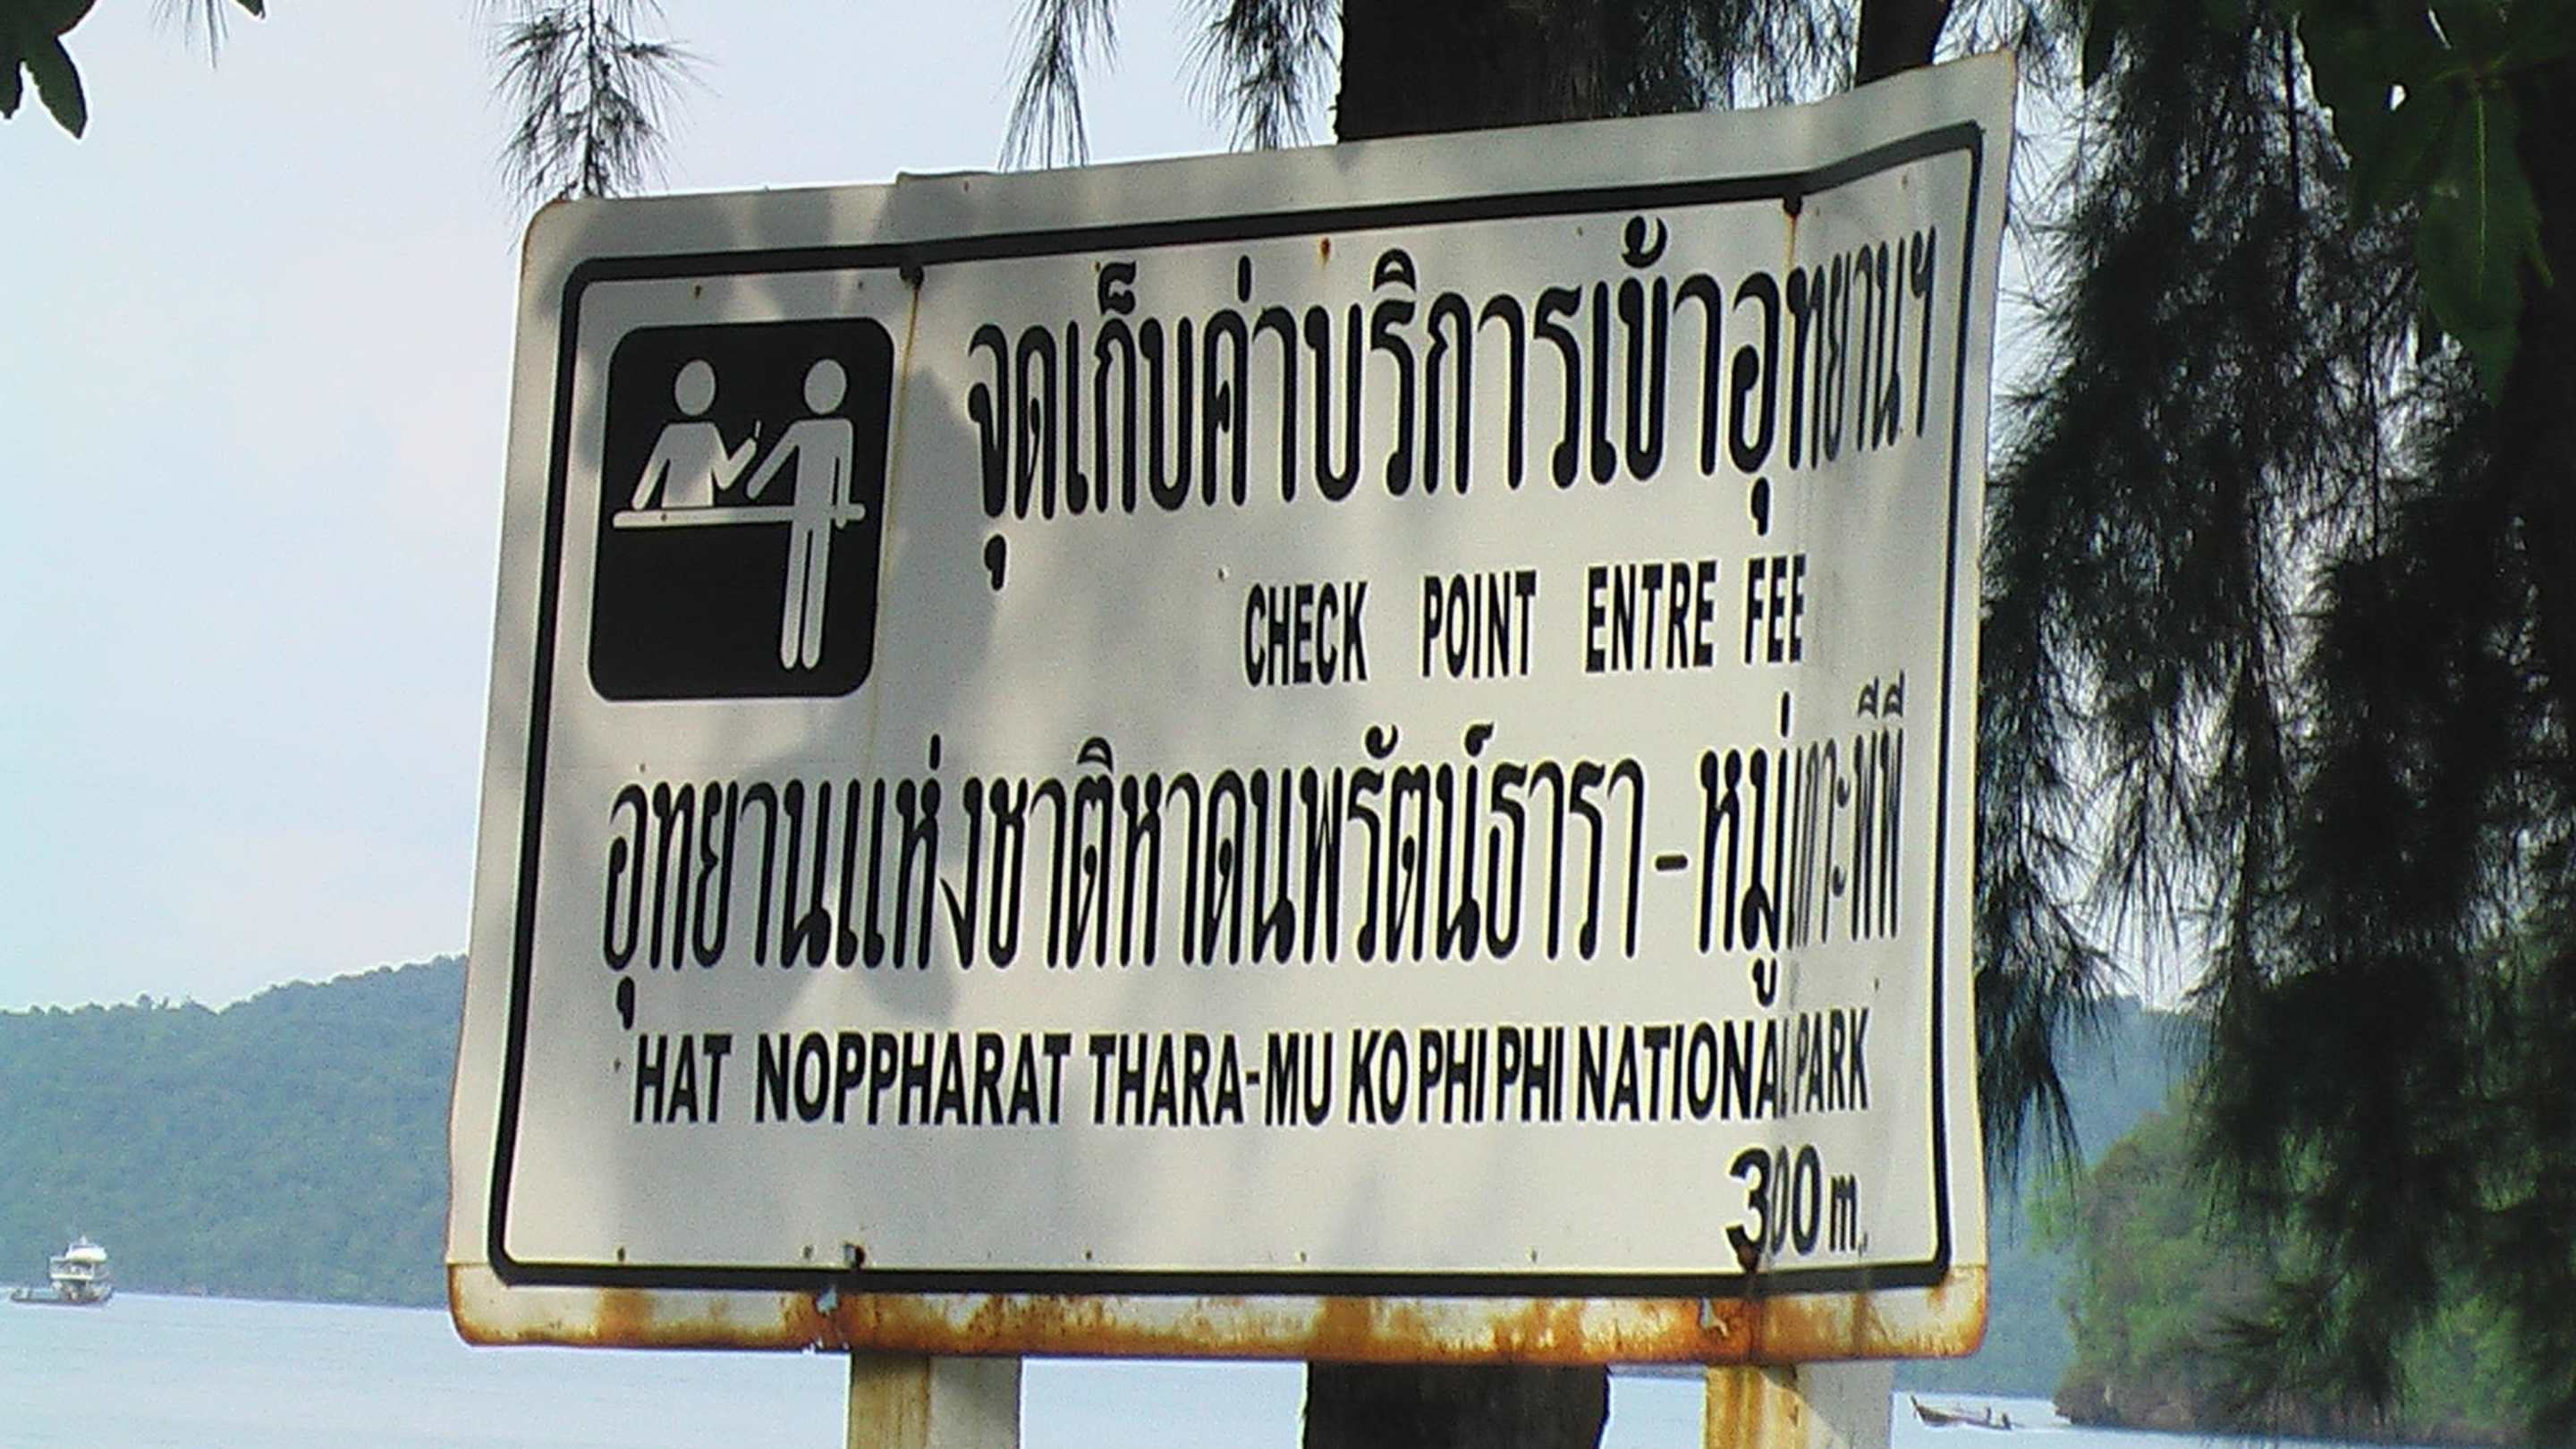 จุดเก็บค่าบริการเข้าอุทยานฯ
CHECK POINT ENTRE FEE
อุทยานแห่งชาติหาดนพรัตน์ธารา-หมู่เกาะพีพี
HAT NOPPHARAT THARA-MU KO PHI PHI NATIONAL PARK
300 m.